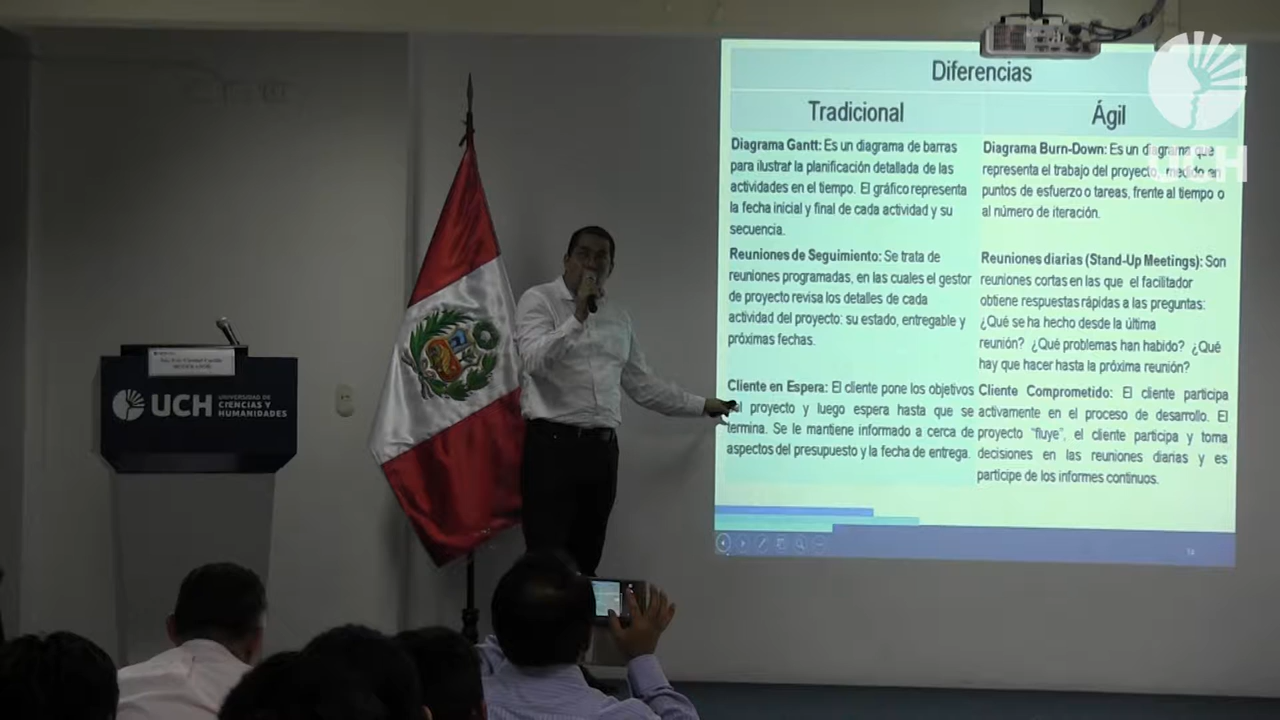 Diferencias
Tradicional
Ágil
Diagrama Gantt: Es un diagrama de barras
para ilustrar la planificación detallada de las
actividades en el tiempo. El gráfico representa
la fecha inicial y final de cada actividad y su
secuencia.
Reuniones de Seguimiento: Se trata de
reuniones programadas, en las cuales el gestor
de proyecto revisa los detalles de cada
actividad del proyecto: su estado, entregable y
próximas fechas.
Cliente en Espera: El cliente pone los objetivos
proyecto y luego espera hasta que se
termina. Se le mantiene informado a cerca de
aspectos del presupuesto y la fecha de entrega.
Diagrama Burn-Down: Es un diagrama que
representa el trabajo del proyecto, medido en
puntos de esfuerzo o tareas, frente al tiempo o
al número de iteración.
Reuniones diarias (Stand-Up Meetings): Son
reuniones cortas en las que el facilitador
obtiene respuestas rápidas a las preguntas:
¿Qué se ha hecho desde la última
reunión? ¿Qué problemas han habido? ¿Qué
hay que hacer hasta la próxima reunión?
Cliente Comprometido: El cliente participa
activamente en el proceso de desarrollo. El
proyecto "fluye", el cliente participa y toma
decisiones en las reuniones diarias y es
partícipe de los informes continuos.
UCH
UCH
UNIVERSIDAD DE
CIENCIAS Y
HUMANIDADES